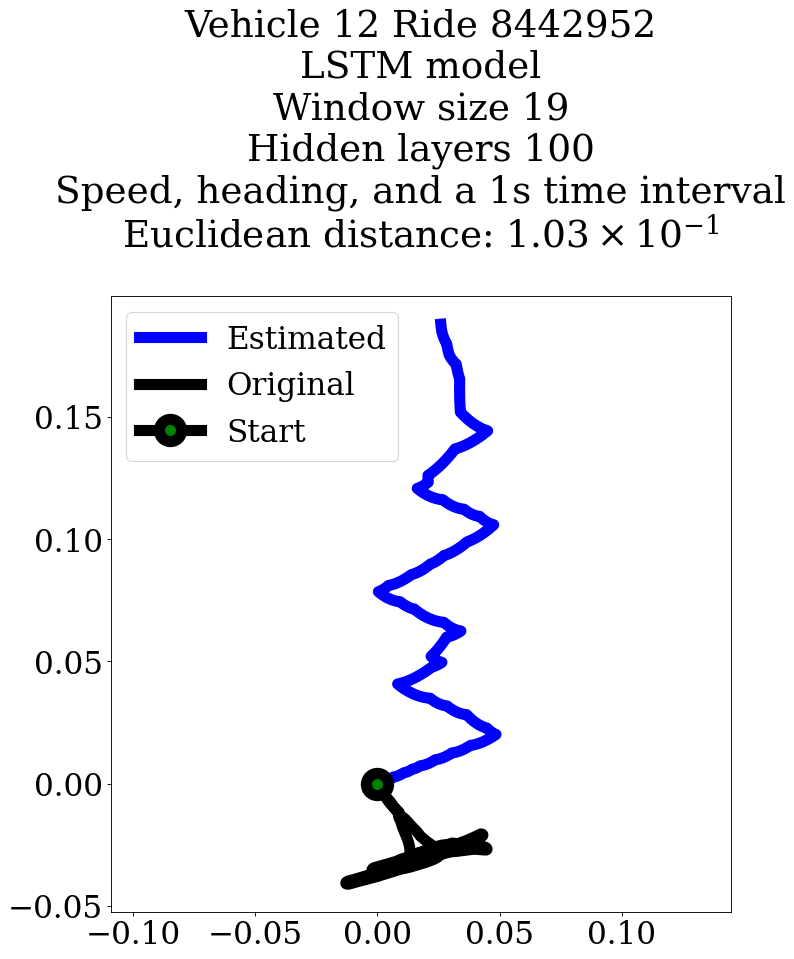 Vehicle 12 Ride 8442952
LSTM model
Window size 19
Hidden layers 100
Speed, heading, and a 1s time interval
Euclidean distance: 1.03 × 10⁻¹
Estimated
Original
Start
0.15
0.10
0.05
0.00
−0.05
−0.10 −0.05 0.00 0.05 0.10